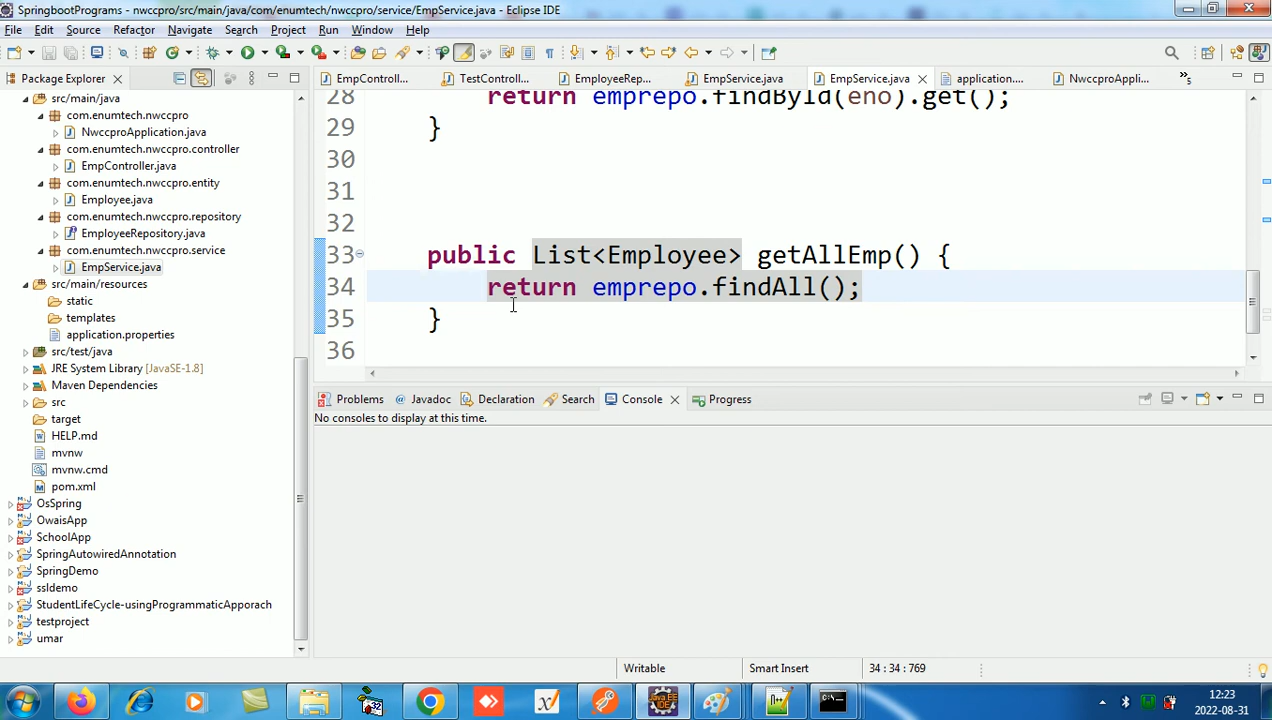 SpringbootPrograms - nwccpro/src/main/java/com/enumtech/nwccpro/service/EmpService.java - Eclipse IDE
File Edit Source Refactor Navigate Search Project Run Window Help
Package Explorer
EmpControll...
TestControll...
EmployeeRep...
EmpService.java
EmpService.java
application....
NwccproAppli...
»5
src/main/java
com.enumtech.nwccpro
NwccproApplication.java
com.enumtech.nwccpro.controller
EmpController.java
com.enumtech.nwccpro.entity
Employee.java
com.enumtech.nwccpro.repository
EmployeeRepository.java
com.enumtech.nwccpro.service
EmpService.java
src/main/resources
static
templates
application.properties
src/test/java
JRE System Library [JavaSE-1.8]
Maven Dependencies
src
target
HELP.md
mvnw
mvnw.cmd
pom.xml
OsSpring
OwaisApp
SchoolApp
SpringAutowiredAnnotation
SpringDemo
ssldemo
StudentLifeCycle-usingProgrammaticApporach
testproject
umar
28 return emprepo.findById(eno).get();
29 }
30
31
32
33 public List<Employee> getAllEmp() {
34 return emprepo.findAll();
35 }
36
Problems @ Javadoc Declaration Search Console Progress
No consoles to display at this time.
Writable Smart Insert 34 : 34 : 769
12:23
2022-08-31